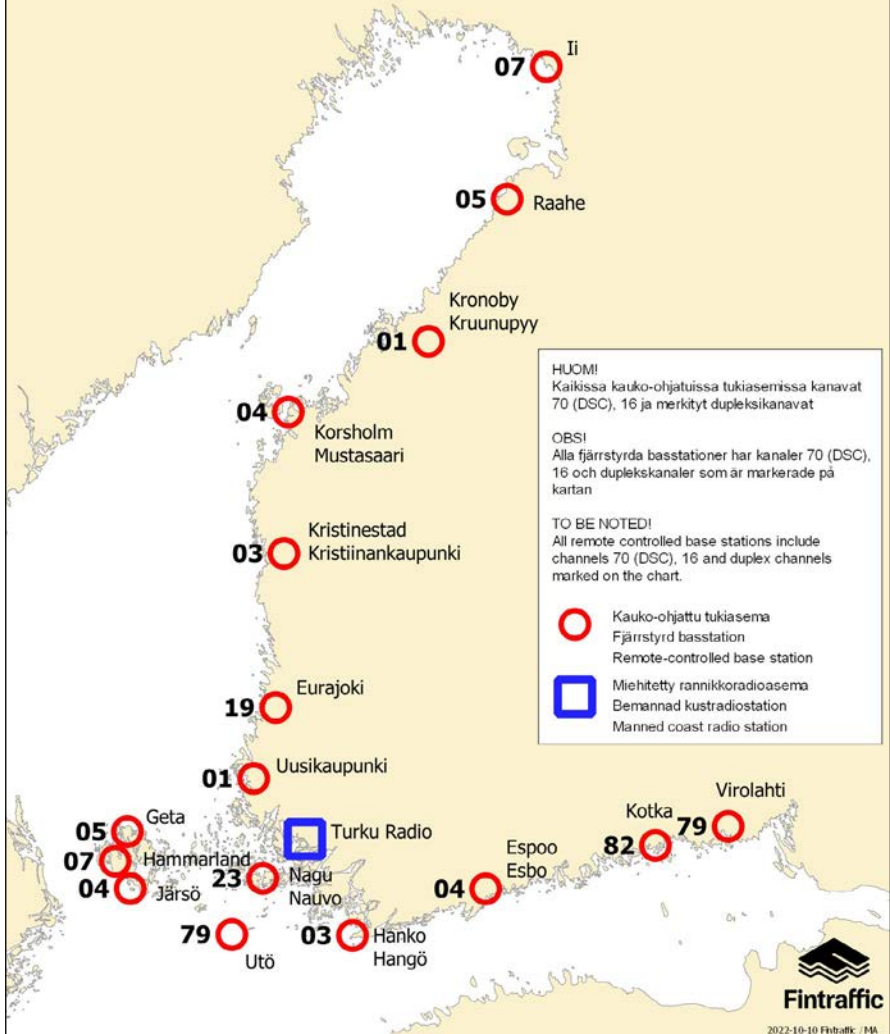 Ii
07
05
Raahe
Kronoby
Kruunupyy
01
04
Korsholm
Mustasaari
03
Kristinestad
Kristiinankaupunki
HUOM!
Kaikissa kauko-ohjatuissa tukiasemissa kanavat
70 (DSC), 16 ja merkityt dupleksikanavat
OBS!
Alla fjärrstyrda basstationer har kanaler 70 (DSC),
16 och duplekskanaler som är markerade på
kartan
TO BE NOTED!
All remote controlled base stations include
channels 70 (DSC), 16 and duplex channels
marked on the chart.
Kauko-ohjattu tukiasema
Fjärrstyrd basstation
Remote-controlled base station
Miehitetty rannikkoradioasema
Bemannad kustradiostation
Manned coast radio station
19
Eurajoki
01
Uusikaupunki
05
Geta
07
Hammarland
04
Järsö
Turku Radio
23
Nagu
Nauvo
79
Utö
03
Hanko
Hangö
04
Espoo
Esbo
Kotka
82
Virolahti
79
Fintraffic
2022-10-10 Fintraffic / MA